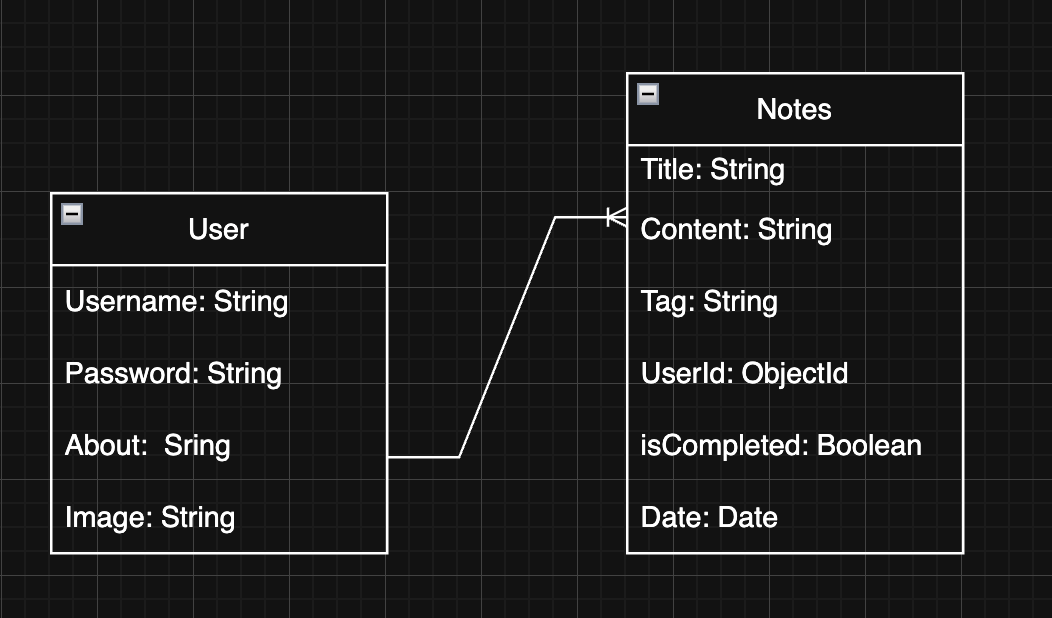 User
Username: String
Password: String
About:  Sring
Image: String
Notes
Title: String
Content: String
Tag: String
UserId: ObjectId
isCompleted: Boolean
Date: Date